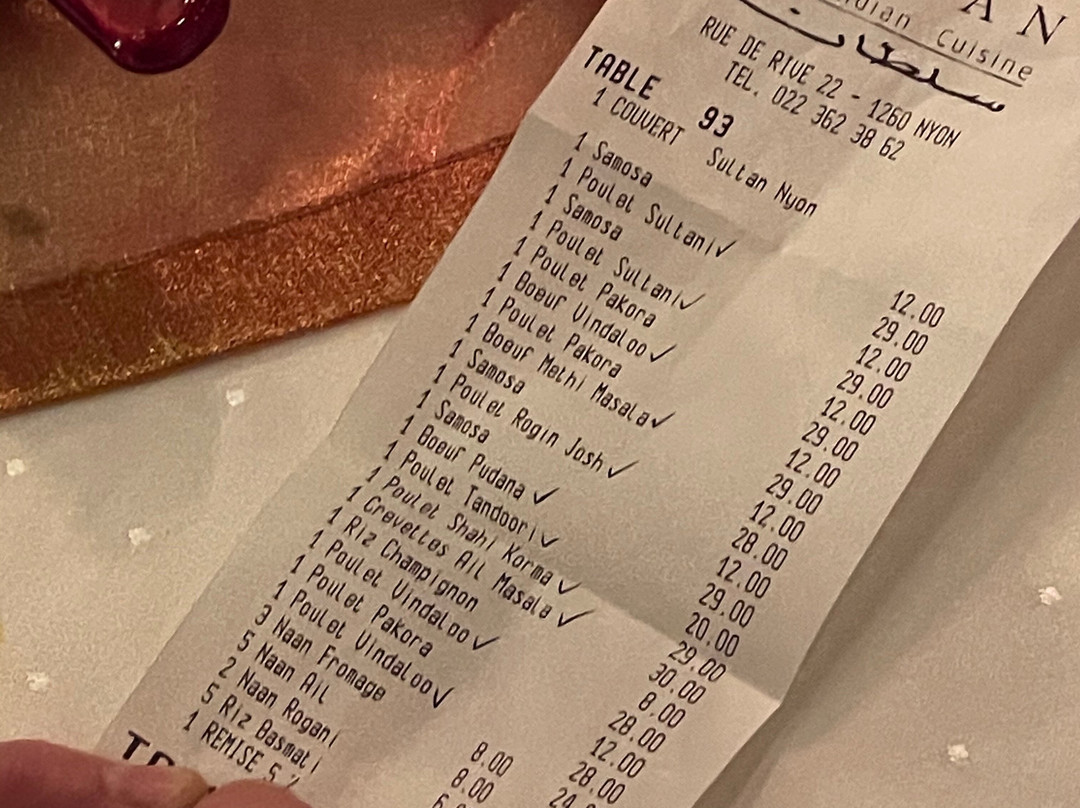 AN
Indian Cuisine
سلطان
RUE DE RIVE 22 - 1260 NYON
TEL. 022 362 38 62
TABLE 93 Sultan Nyon
1 COUVERT
1 Samosa 12.00
1 Poulet Sultani✓ 29.00
1 Samosa 12.00
1 Poulet Sultani✓ 29.00
1 Poulet Pakora 12.00
1 Boeuf Vindaloo✓ 29.00
1 Poulet Pakora 12.00
1 Boeuf Methi Masala✓ 29.00
1 Samosa 12.00
1 Poulet Rogin Josh✓ 28.00
1 Samosa 12.00
1 Boeuf Pudana✓ 29.00
1 Poulet Tandoori✓ 20.00
1 Poulet Shahi Korma✓ 29.00
1 Crevettes Ail Masala✓ 30.00
1 Riz Champignon 8.00
1 Poulet Vindaloo✓ 28.00
1 Poulet Pakora 12.00
1 Poulet Vindaloo✓ 28.00
3 Naan Fromage 8.00
5 Naan Ail 8.00
2 Naan Rogani
5 Riz Basmati
1 REMISE 5